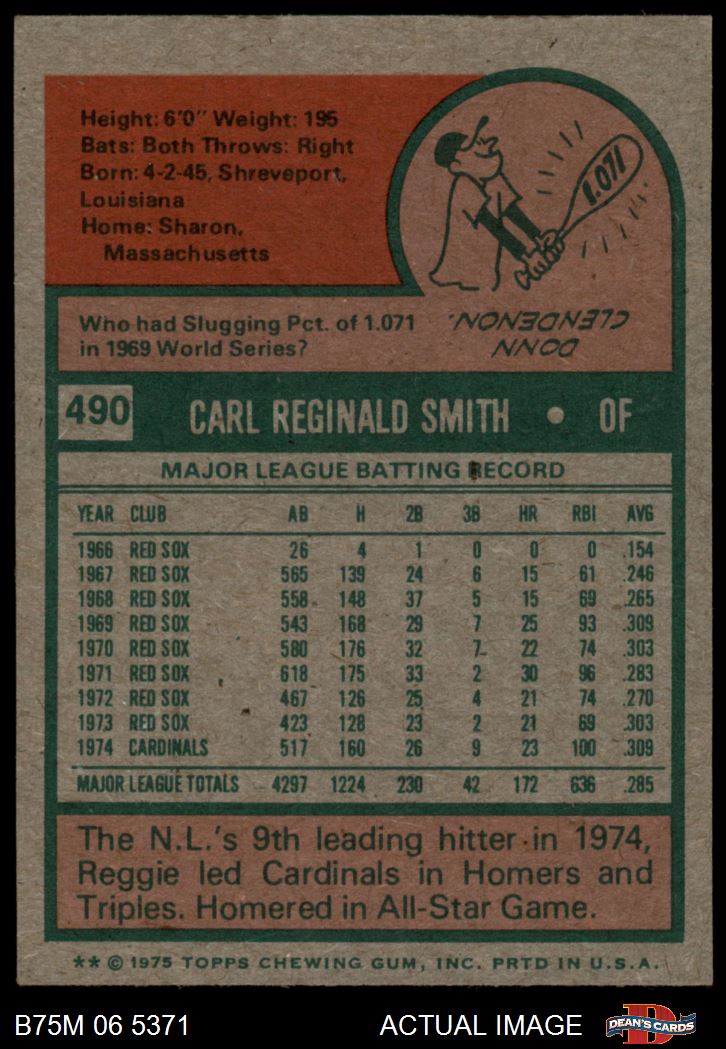 Height: 6'0" Weight: 195
Bats: Both Throws: Right
Born: 4-2-45, Shreveport,
Louisiana
Home: Sharon,
Massachusetts
1.071
Who had Slugging Pct. of 1.071
in 1969 World Series?
DONN
CLENDENON.
490 CARL REGINALD SMITH • OF
MAJOR LEAGUE BATTING RECORD
YEAR CLUB AB H 2B 3B HR RBI AVG
1966 RED SOX 26 4 1 0 0 0 .154
1967 RED SOX 565 139 24 6 15 61 .246
1968 RED SOX 558 148 37 5 15 69 .265
1969 RED SOX 543 168 29 7 25 93 .309
1970 RED SOX 580 176 32 7 22 74 .303
1971 RED SOX 618 175 33 2 30 96 .283
1972 RED SOX 467 126 25 4 21 74 .270
1973 RED SOX 423 128 23 2 21 69 .303
1974 CARDINALS 517 160 26 9 23 100 .309
MAJOR LEAGUE TOTALS 4297 1224 230 42 172 636 .285
The N.L.'s 9th leading hitter in 1974,
Reggie led Cardinals in Homers and
Triples. Homered in All-Star Game.
** © 1975 TOPPS CHEWING GUM, INC. PRTD IN U.S.A.
B75M 06 5371 ACTUAL IMAGE
D
DEAN'S CARDS